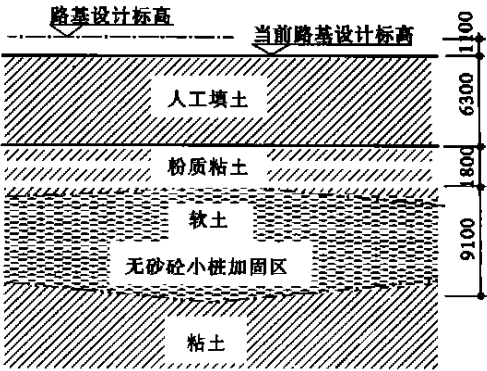 路基设计标高
当前路基设计标高
1100
人工填土
6300
粉质粘土
1800
软土
无砂砼小桩加固区
9100
粘土